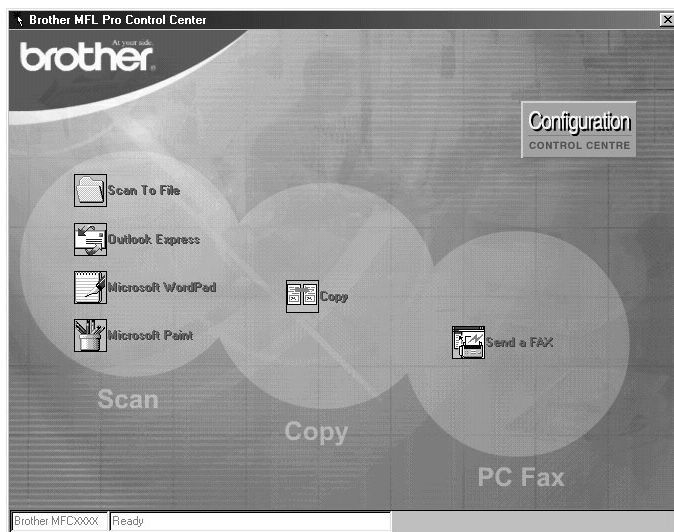 Brother MFL Pro Control Center
At your side.
brother
Configuration
CONTROL CENTRE
Scan To File
Outlook Express
Microsoft WordPad
Microsoft Paint
Scan
Copy
Copy
Send a FAX
PC Fax
Brother MFCXXXX
Ready